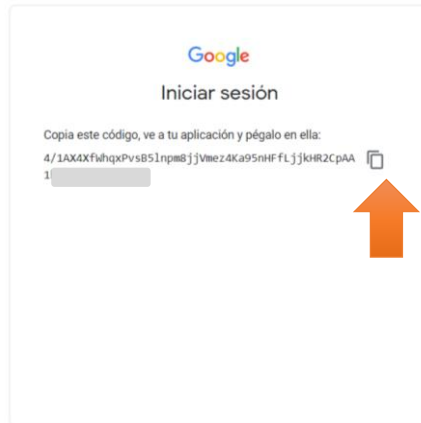 Google
Iniciar sesión
Copia este código, ve a tu aplicación y pégalo en ella:
4/1AX4XfWhqxPvsB5lnpm8jjVmez4Ka95nHFfLjjkHR2CpAA
1